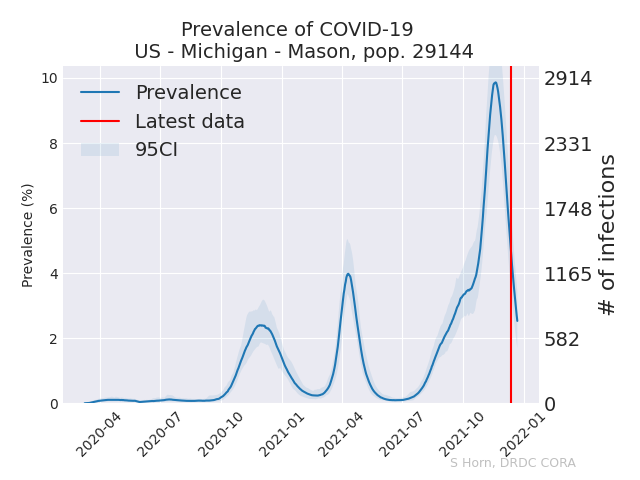 Prevalence of COVID-19
US - Michigan - Mason, pop. 29144
Prevalence
Latest data
95CI
Prevalence (%)
10
8
6
4
2
0
2914
2331
1748
1165
582
0
# of infections
2020-04
2020-07
2020-10
2021-01
2021-04
2021-07
2021-10
2022-01
S Horn, DRDC CORA